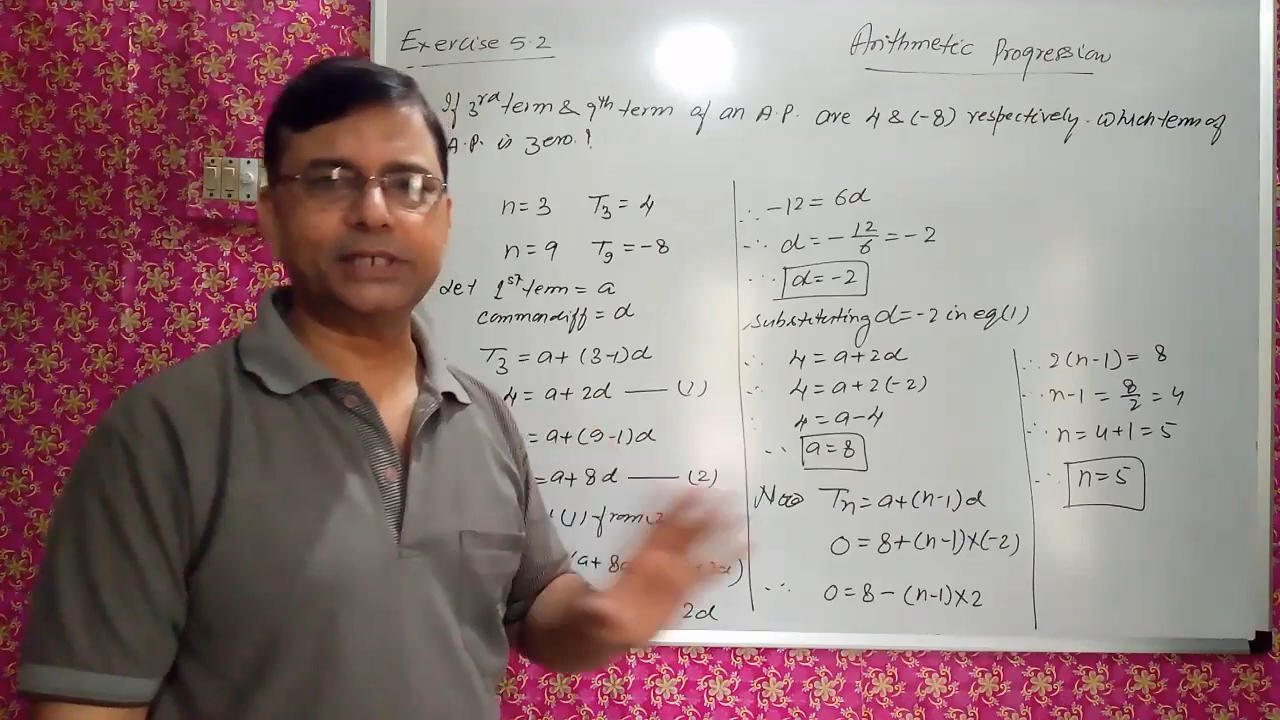 Exercise 5.2
Arithmetic Progression
If 3rd term & 9th term of an A.P. are 4 & (-8) respectively. which term of
A.P. is zero.?
n=3 T₃ = 4
n=9 T₉ = -8
Let 1st term = a
common diff = d
T₃ = a+(3-1)d
4 = a+2d —— (1)
= a+(9-1)d
= a+8d —— (2)
(1) from (2
(a+8d
2d)
2d
∴ -12 = 6d
∴ d = -12/6 = -2
∴ d=-2
Substituting d=-2 in eq(1)
∴ 4 = a+2d
∴ 4 = a+2(-2)
∴ 4 = a-4
∴ a=8
Now Tn = a+(n-1)d
0 = 8+(n-1)×(-2)
∴ 0 = 8-(n-1)×2
∴ 2(n-1) = 8
∴ n-1 = 8/2 = 4
∴ n = 4+1 = 5
∴ n=5